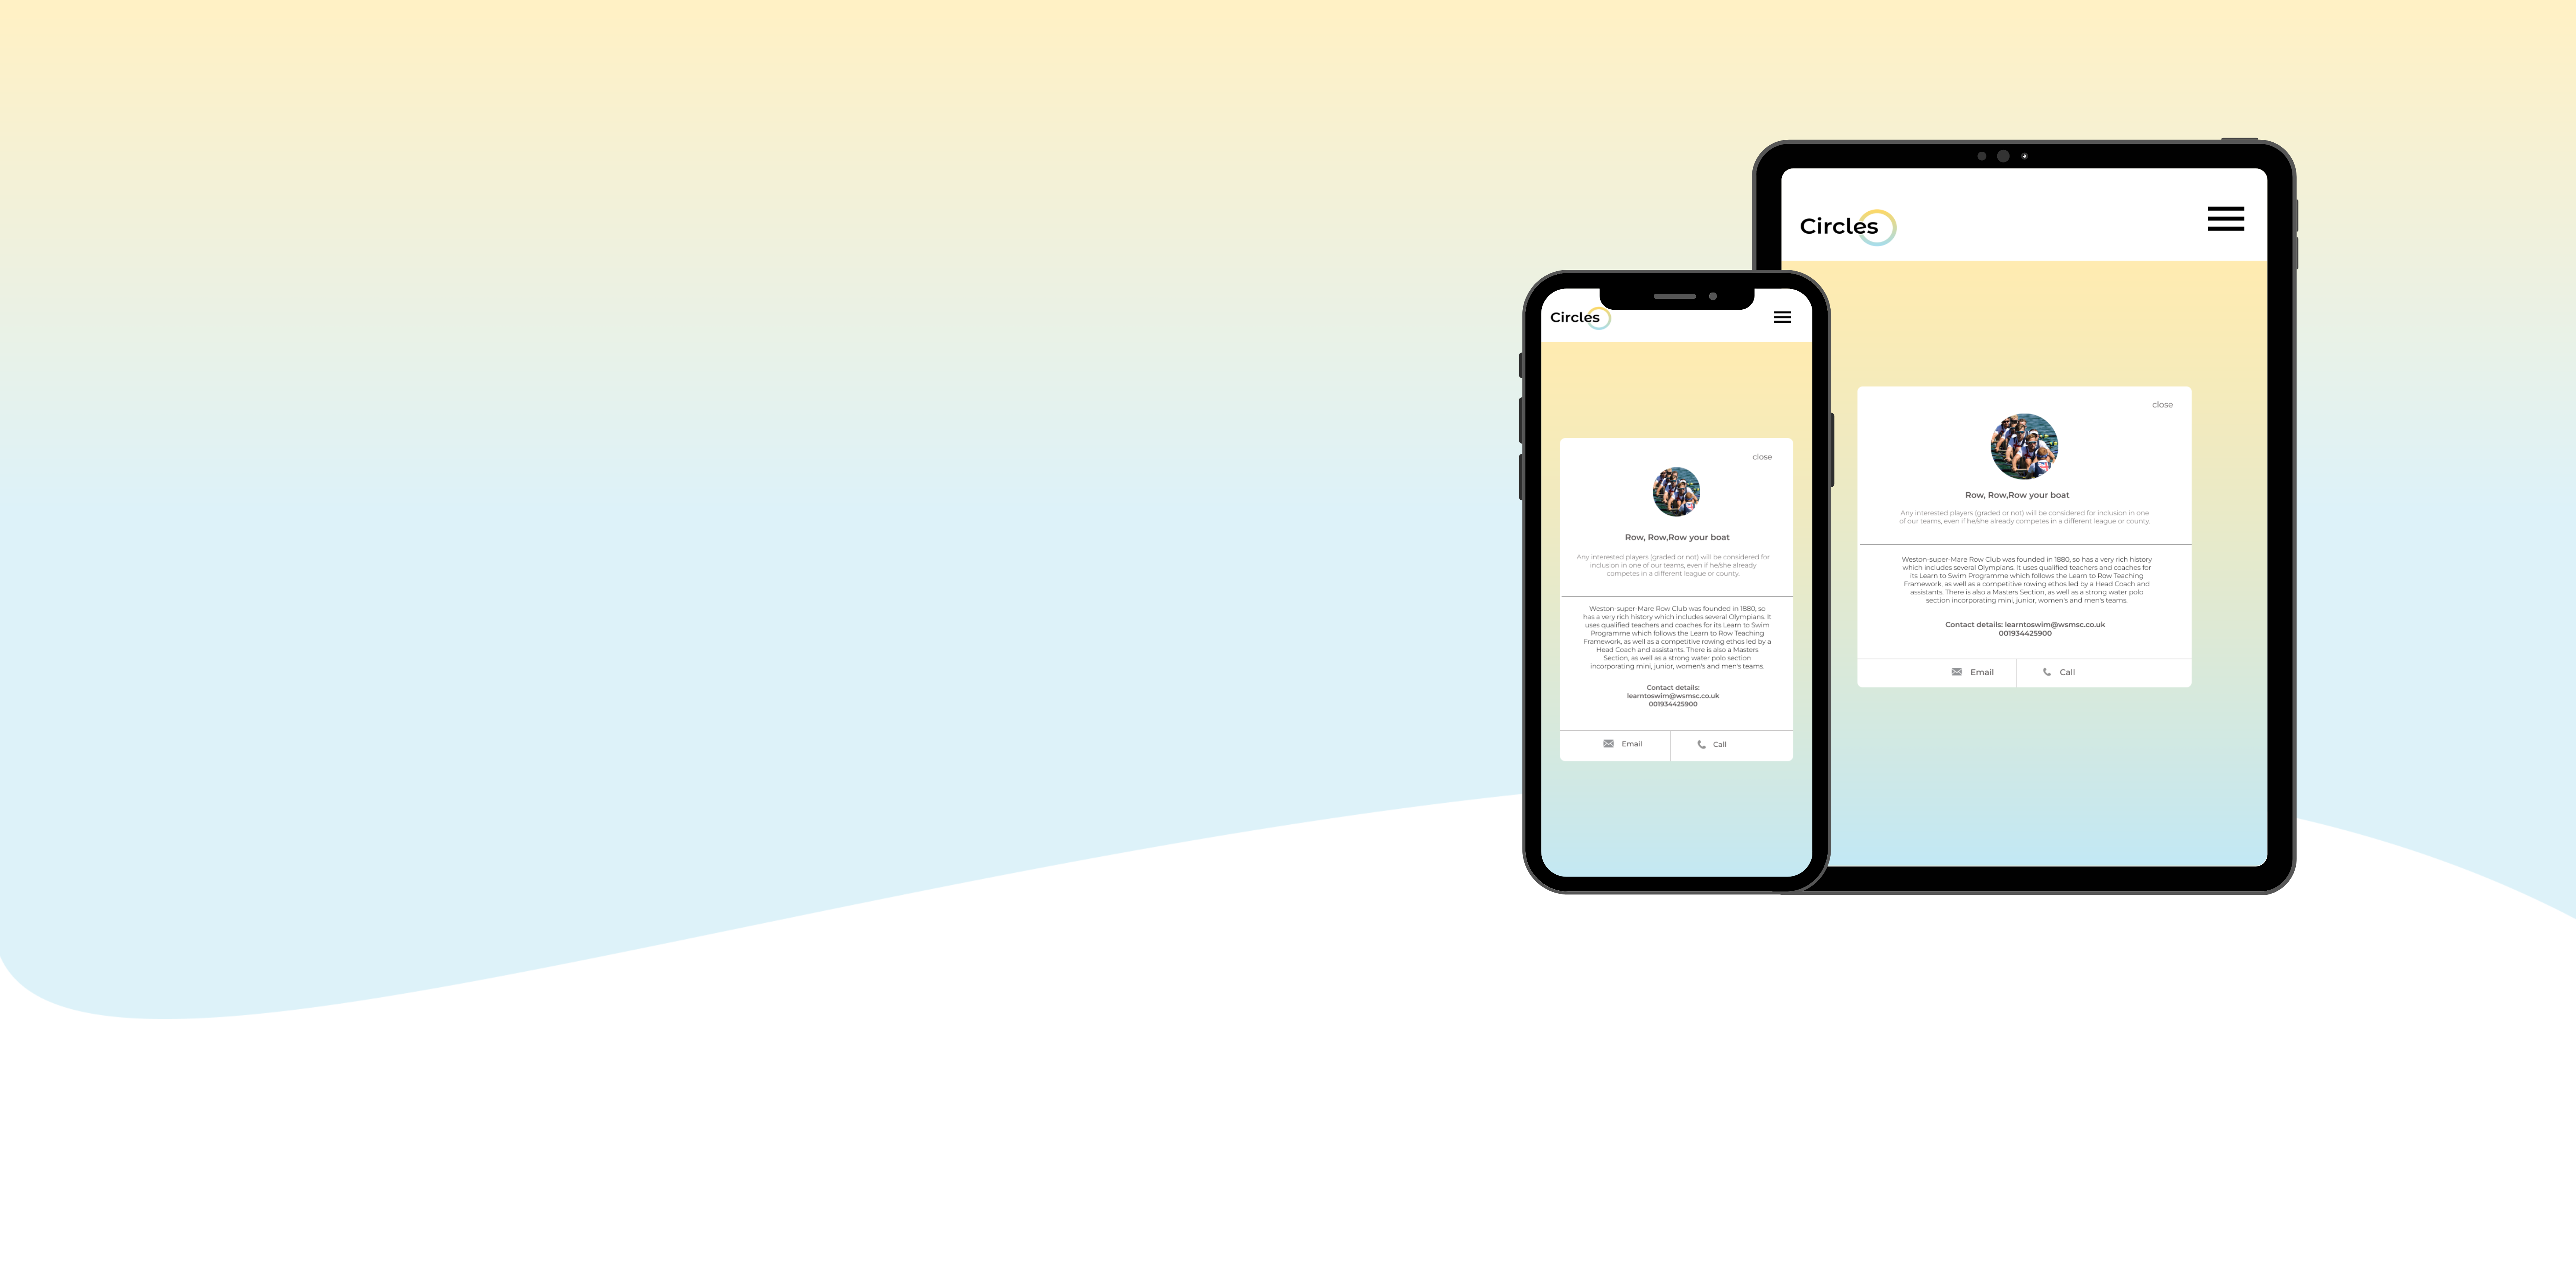 Circles
close
Row, Row,Row your boat
Any interested players (graded or not) will be considered for
inclusion in one of our teams, even if he/she already
competes in a different league or county.
Weston-super-Mare Row Club was founded in 1880, so
has a very rich history which includes several Olympians. It
uses qualified teachers and coaches for its Learn to Swim
Programme which follows the Learn to Row Teaching
Framework, as well as a competitive rowing ethos led by a
Head Coach and assistants. There is also a Masters
Section, as well as a strong water polo section
incorporating mini, junior, women's and men's teams.
Contact details:
learntoswim@wsmsc.co.uk
001934425900
Email
Call
Circles
close
Row, Row,Row your boat
Any interested players (graded or not) will be considered for inclusion in one
of our teams, even if he/she already competes in a different league or county.
Weston-super-Mare Row Club was founded in 1880, so has a very rich history
which includes several Olympians. It uses qualified teachers and coaches for
its Learn to Swim Programme which follows the Learn to Row Teaching
Framework, as well as a competitive rowing ethos led by a Head Coach and
assistants. There is also a Masters Section, as well as a strong water polo
section incorporating mini, junior, women's and men's teams.
Contact details: learntoswim@wsmsc.co.uk
001934425900
Email
Call